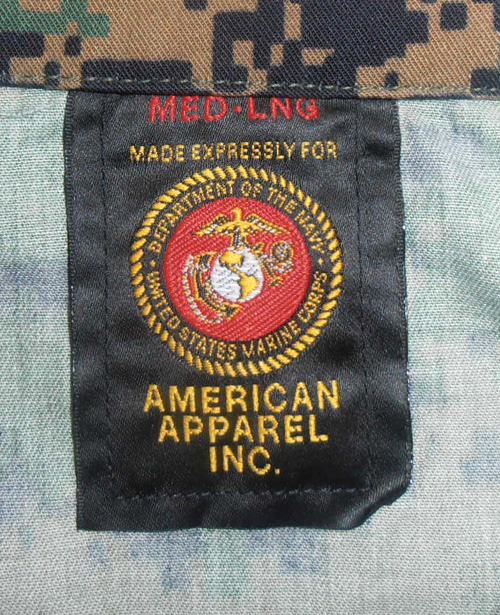 MED·LNG
MADE EXPRESSLY FOR
DEPARTMENT OF THE NAVY
UNITED STATES MARINE CORPS
AMERICAN
APPAREL
INC.